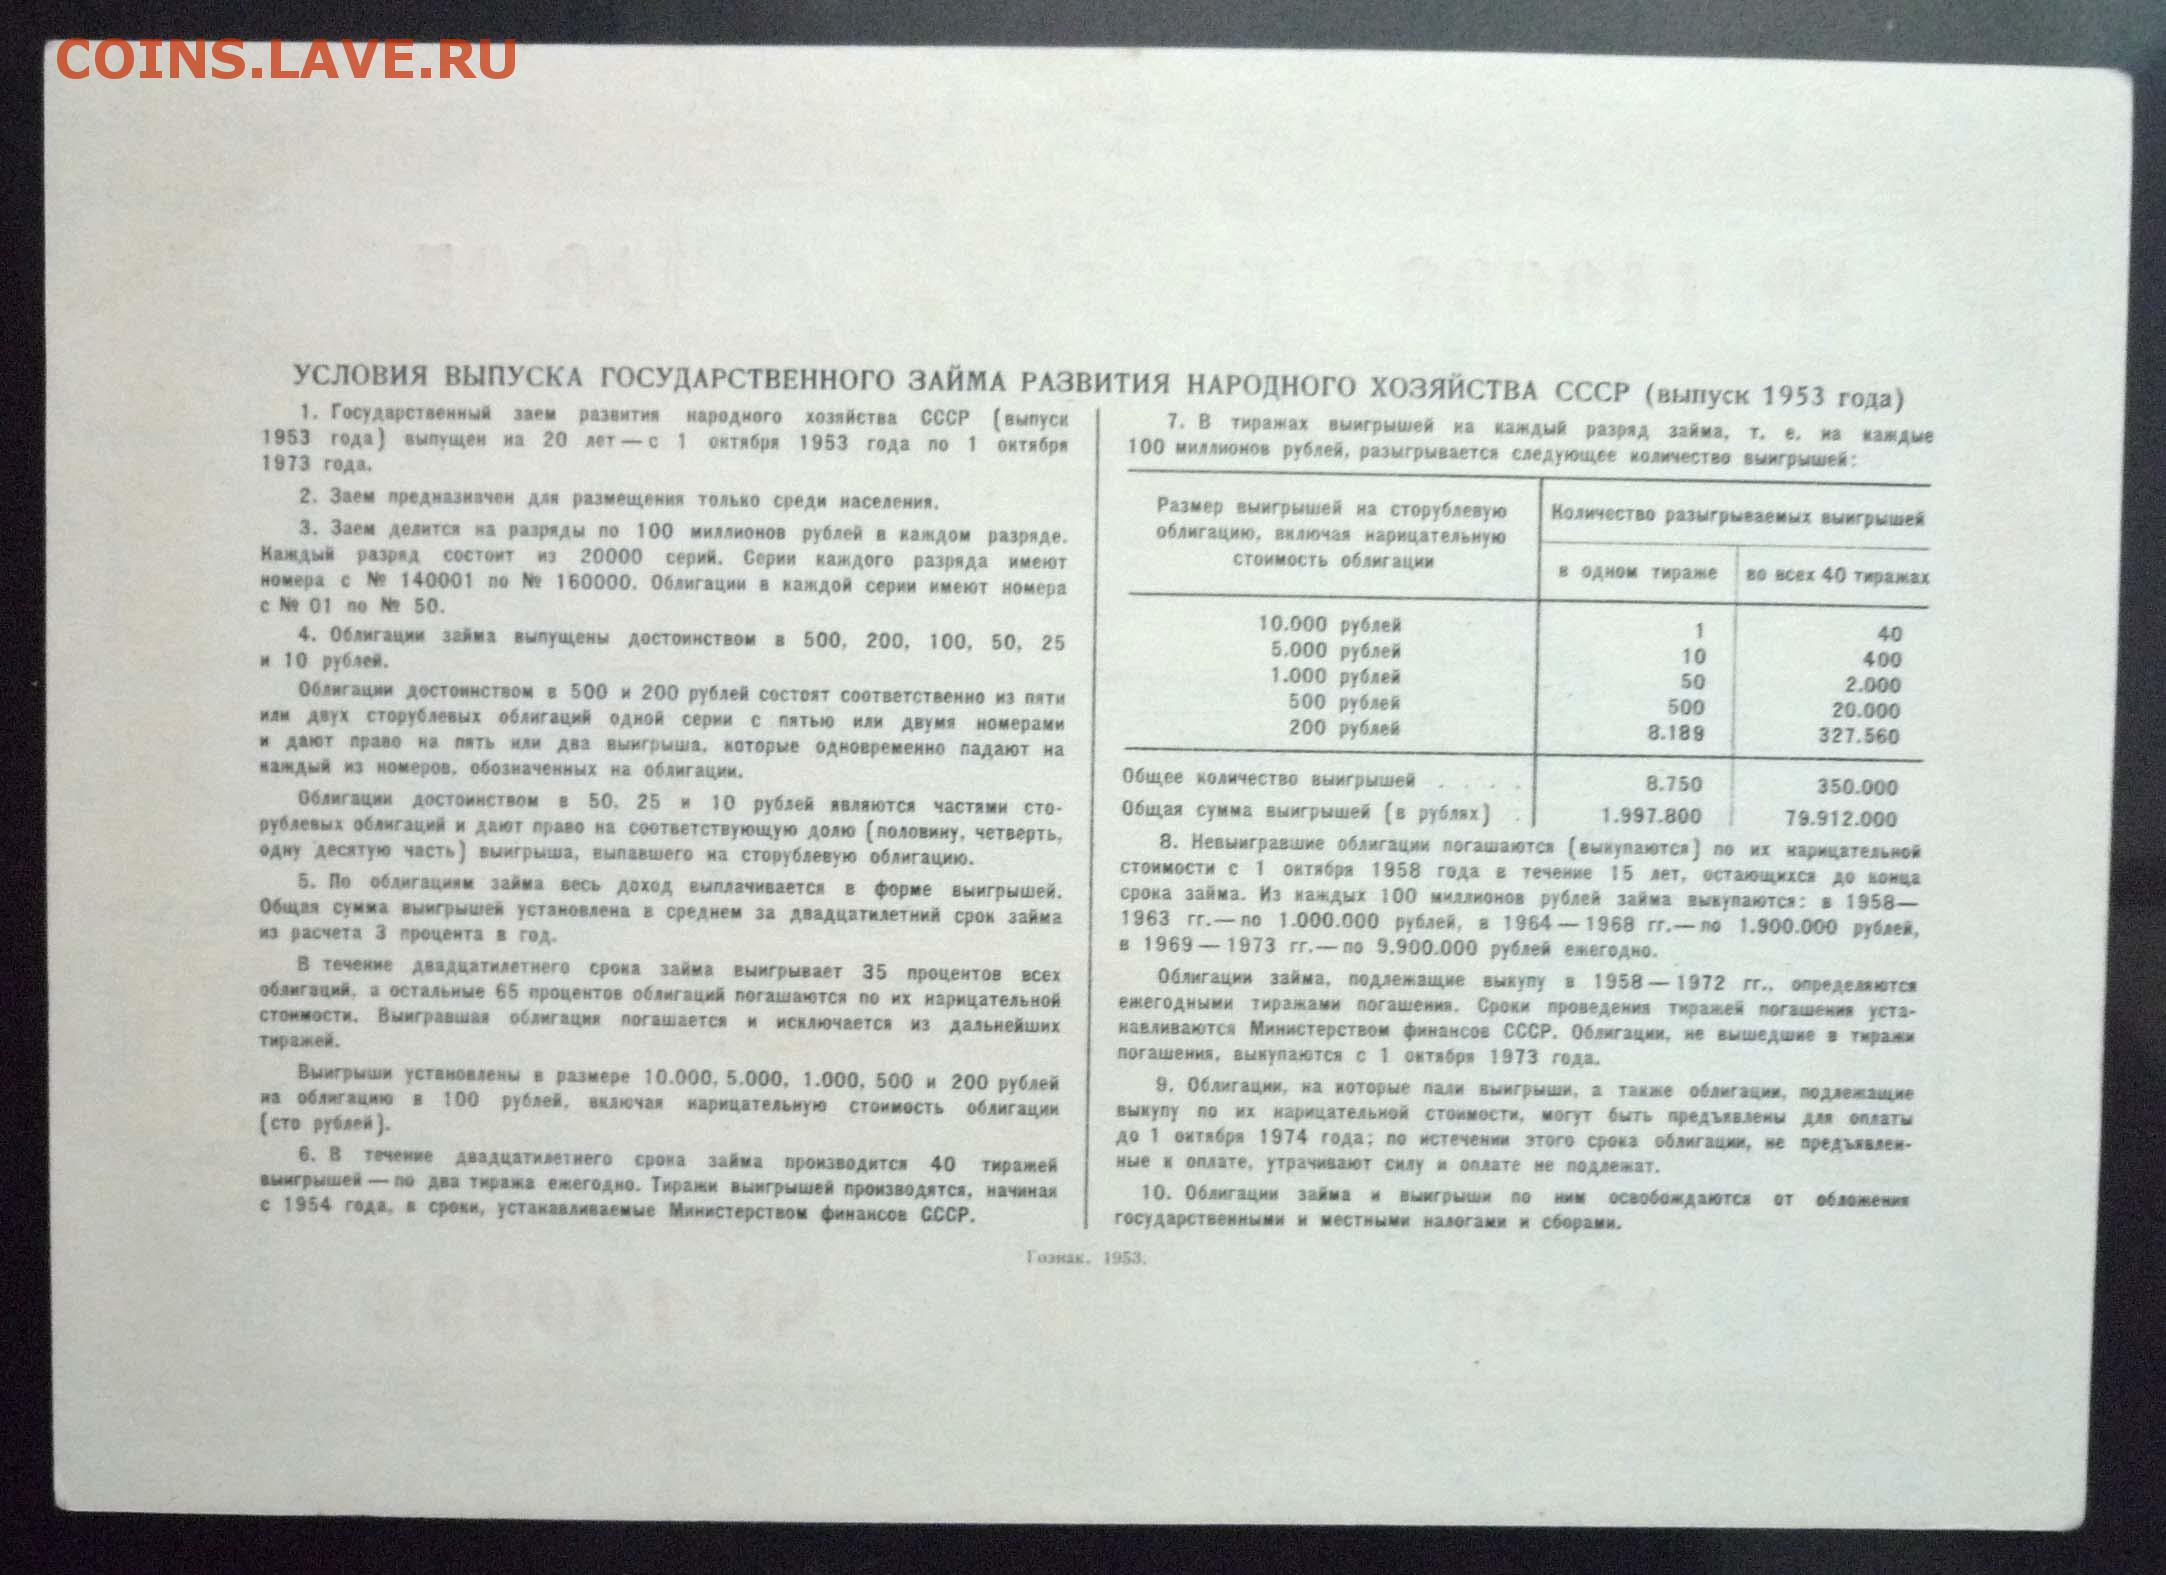 COINS.LAVE.RU
УСЛОВИЯ ВЫПУСКА ГОСУДАРСТВЕННОГО ЗАЙМА РАЗВИТИЯ НАРОДНОГО ХОЗЯЙСТВА СССР (выпуск 1953 года)
1. Государственный заем развития народного хозяйства СССР (выпуск
1953 года) выпущен на 20 лет — с 1 октября 1953 года по 1 октября
1973 года.
2. Заем предназначен для размещения только среди населения.
3. Заем делится на разряды по 100 миллионов рублей в каждом разряде.
Каждый разряд состоит из 20000 серий. Серии каждого разряда имеют
номера с № 140001 по № 160000. Облигации в каждой серии имеют номера
с № 01 по № 50.
4. Облигации займа выпущены достоинством в 500, 200, 100, 50, 25
и 10 рублей.
Облигации достоинством в 500 и 200 рублей состоят соответственно из пяти
или двух сторублевых облигаций одной серии с пятью или двумя номерами
и дают право на пять или два выигрыша, которые одновременно падают на
каждый из номеров, обозначенных на облигации.
Облигации достоинством в 50, 25 и 10 рублей являются частями сто-
рублевых облигаций и дают право на соответствующую долю (половину, четверть,
одну десятую часть) выигрыша, выпавшего на сторублевую облигацию.
5. По облигациям займа весь доход выплачивается в форме выигрышей.
Общая сумма выигрышей установлена в среднем за двадцатилетний срок займа
из расчета 3 процента в год.
В течение двадцатилетнего срока займа выигрывает 35 процентов всех
облигаций, а остальные 65 процентов облигаций погашаются по их нарицательной
стоимости. Выигравшая облигация погашается и исключается из дальнейших
тиражей.
Выигрыши установлены в размере 10.000, 5.000, 1.000, 500 и 200 рублей
на облигацию в 100 рублей, включая нарицательную стоимость облигации
(сто рублей).
6. В течение двадцатилетнего срока займа производится 40 тиражей
выигрышей — по два тиража ежегодно. Тиражи выигрышей производятся, начиная
с 1954 года, в сроки, устанавливаемые Министерством финансов СССР.
7. В тиражах выигрышей на каждый разряд займа, т. е. на каждые
100 миллионов рублей, разыгрывается следующее количество выигрышей:
Размер выигрышей на сторублевую
облигацию, включая нарицательную
стоимость облигации
Количество разыгрываемых выигрышей
в одном тираже во всех 40 тиражах
10.000 рублей 1 40
5.000 рублей 10 400
1.000 рублей 50 2.000
500 рублей 500 20.000
200 рублей 8.189 327.560
Общее количество выигрышей . . . . 8.750 350.000
Общая сумма выигрышей (в рублях) . 1.997.800 79.912.000
8. Невыигравшие облигации погашаются (выкупаются) по их нарицательной
стоимости с 1 октября 1958 года в течение 15 лет, остающихся до конца
срока займа. Из каждых 100 миллионов рублей займа выкупаются: в 1958—
1963 гг.— по 1.000.000 рублей, в 1964 — 1968 гг.— по 1.900.000 рублей,
в 1969 — 1973 гг.— по 9.900.000 рублей ежегодно.
Облигации займа, подлежащие выкупу в 1958 — 1972 гг., определяются
ежегодными тиражами погашения. Сроки проведения тиражей погашения уста-
навливаются Министерством финансов СССР. Облигации, не вышедшие в тиражи
погашения, выкупаются с 1 октября 1973 года.
9. Облигации, на которые пали выигрыши, а также облигации, подлежащие
выкупу по их нарицательной стоимости, могут быть предъявлены для оплаты
до 1 октября 1974 года; по истечении этого срока облигации, не предъявлен-
ные к оплате, утрачивают силу и оплате не подлежат.
10. Облигации займа и выигрыши по ним освобождаются от обложения
государственными и местными налогами и сборами.
Гознак. 1953.